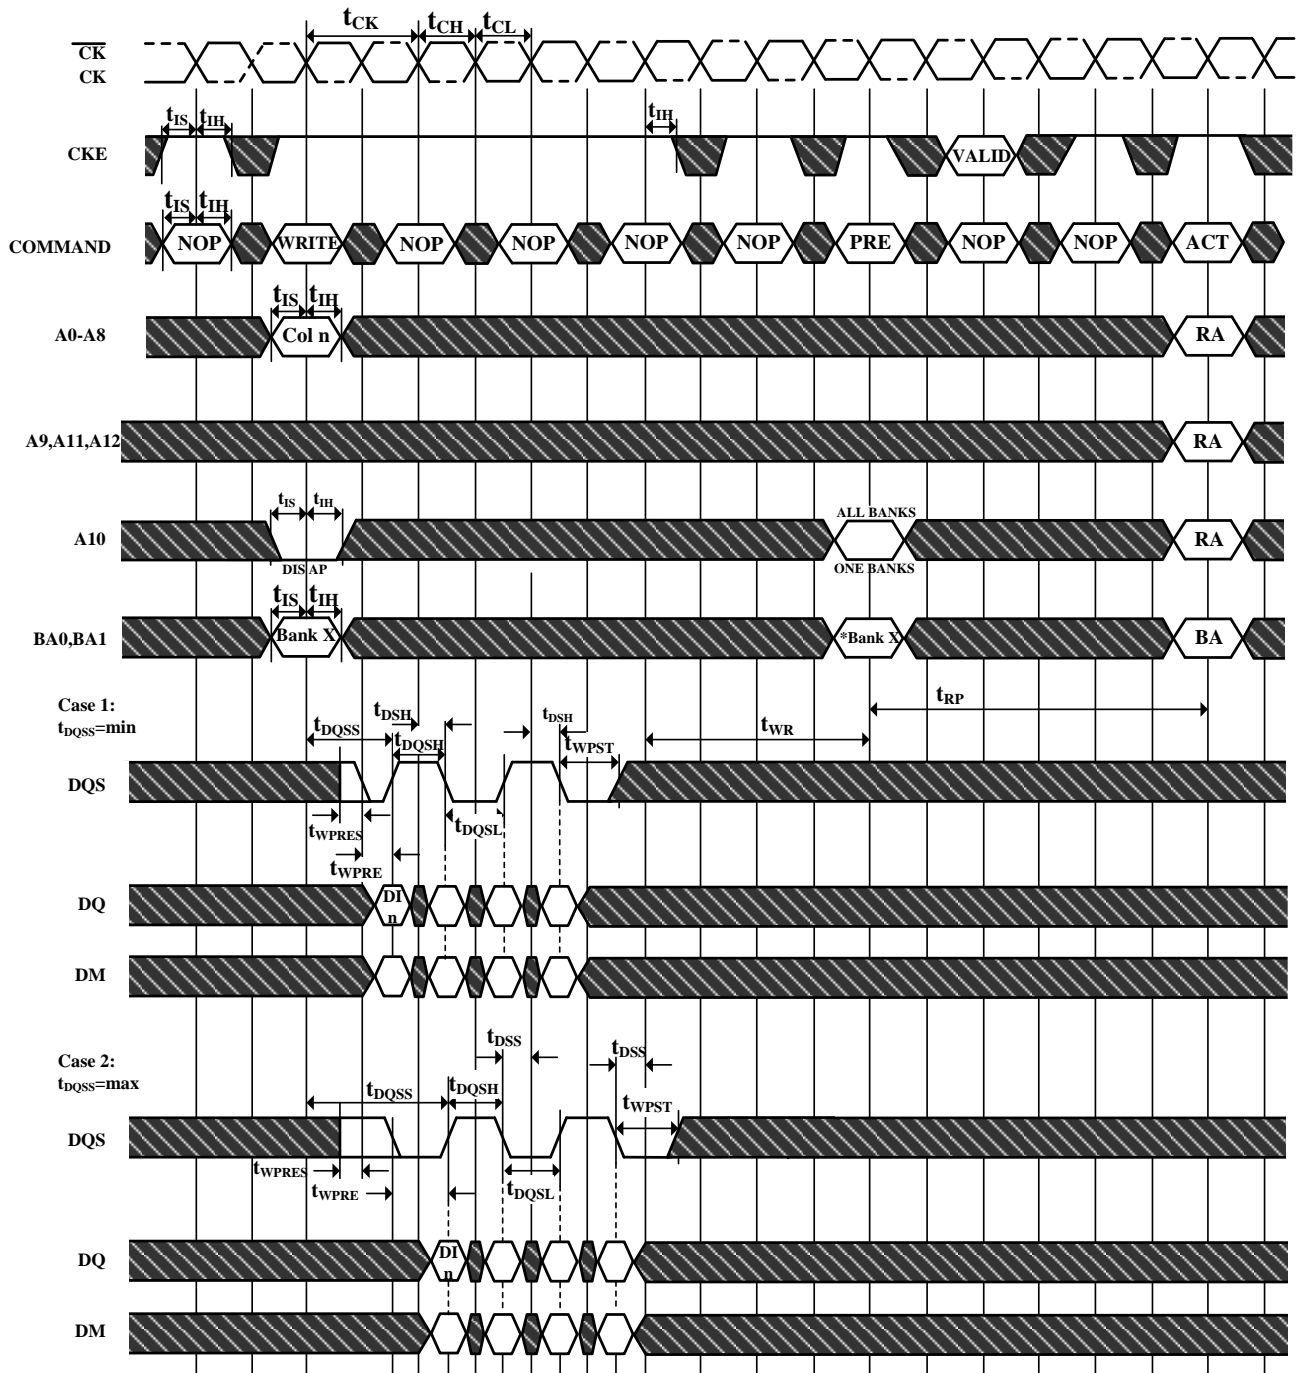 tCK tCH tCL
CK
CK
tIS tIH tIH
CKE VALID
tIS tIH
COMMAND NOP WRITE NOP NOP NOP NOP PRE NOP NOP ACT
tIS tIH
A0-A8 Col n RA
A9,A11,A12 RA
tIS tIH ALL BANKS
A10 RA
DIS AP ONE BANKS
tIS tIH
BA0,BA1 Bank X *Bank X BA
Case 1:
tDQSS=min
tDQSS tDSH tDSH tWR tRP
tDQSH tWPST
DQS
tWPRES tDQSL
tWPRE
DQ DI
n
DM
Case 2:
tDQSS=max
tDSS tDSS
tDQSS tDQSH tWPST
DQS
tWPRES tWPRE tDQSL
DQ DI
n
DM